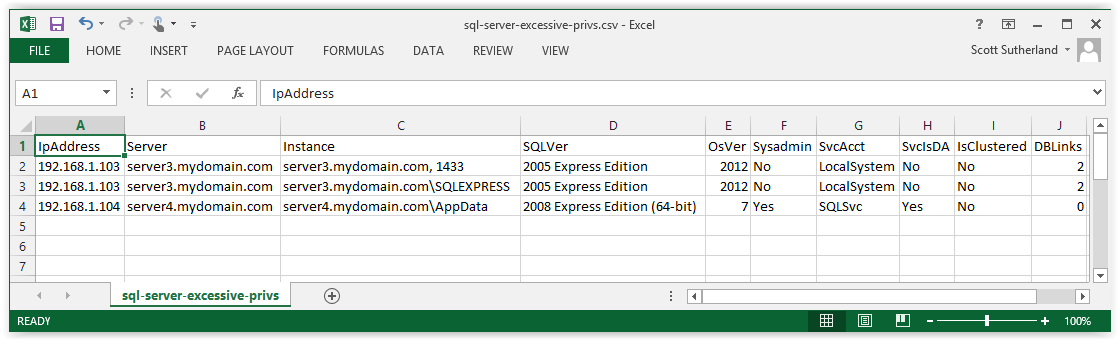 sql-server-excessive-privs.csv - Excel
?
FILE HOME INSERT PAGE LAYOUT FORMULAS DATA REVIEW VIEW Scott Sutherland
A1 fx IpAddress
A B C D E F G H I J
1 IpAddress Server Instance SQLVer OsVer Sysadmin SvcAcct SvcIsDA IsClustered DBLinks
2 192.168.1.103 server3.mydomain.com server3.mydomain.com, 1433 2005 Express Edition 2012 No LocalSystem No No 2
3 192.168.1.103 server3.mydomain.com server3.mydomain.com\SQLEXPRESS 2005 Express Edition 2012 No LocalSystem No No 2
4 192.168.1.104 server4.mydomain.com server4.mydomain.com\AppData 2008 Express Edition (64-bit) 7 Yes SQLSvc Yes No 0
5
6
7
sql-server-excessive-privs
READY 100%